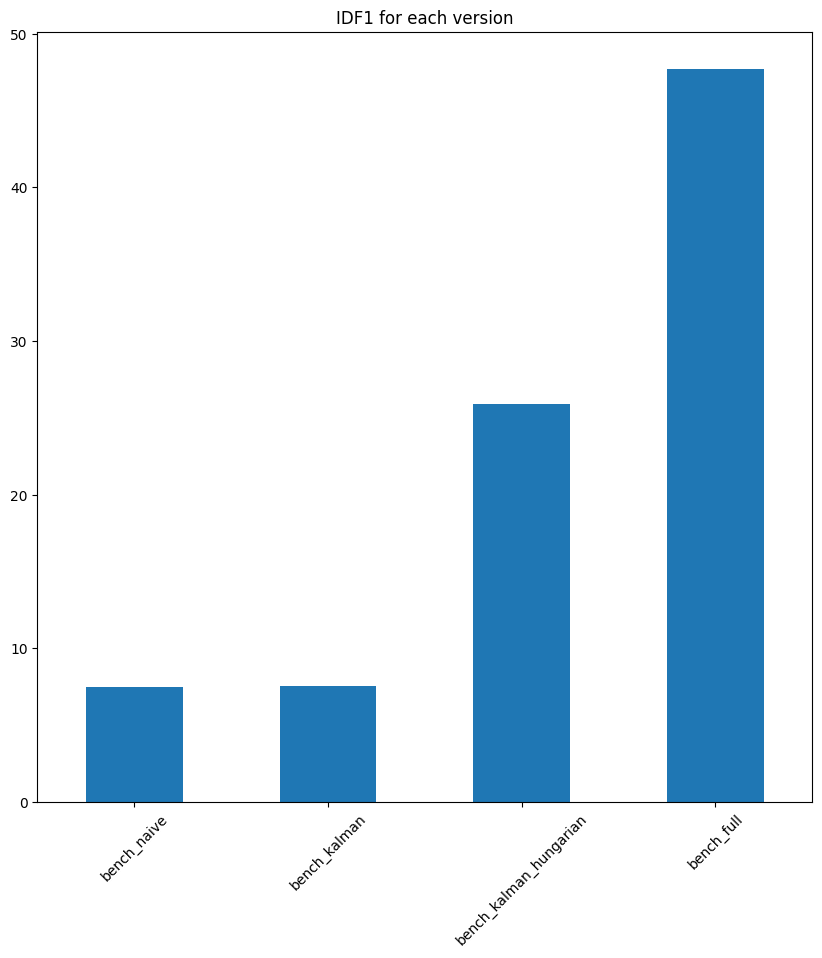 IDF1 for each version
50
40
30
20
10
0
bench_naive
bench_kalman
bench_kalman_hungarian
bench_full